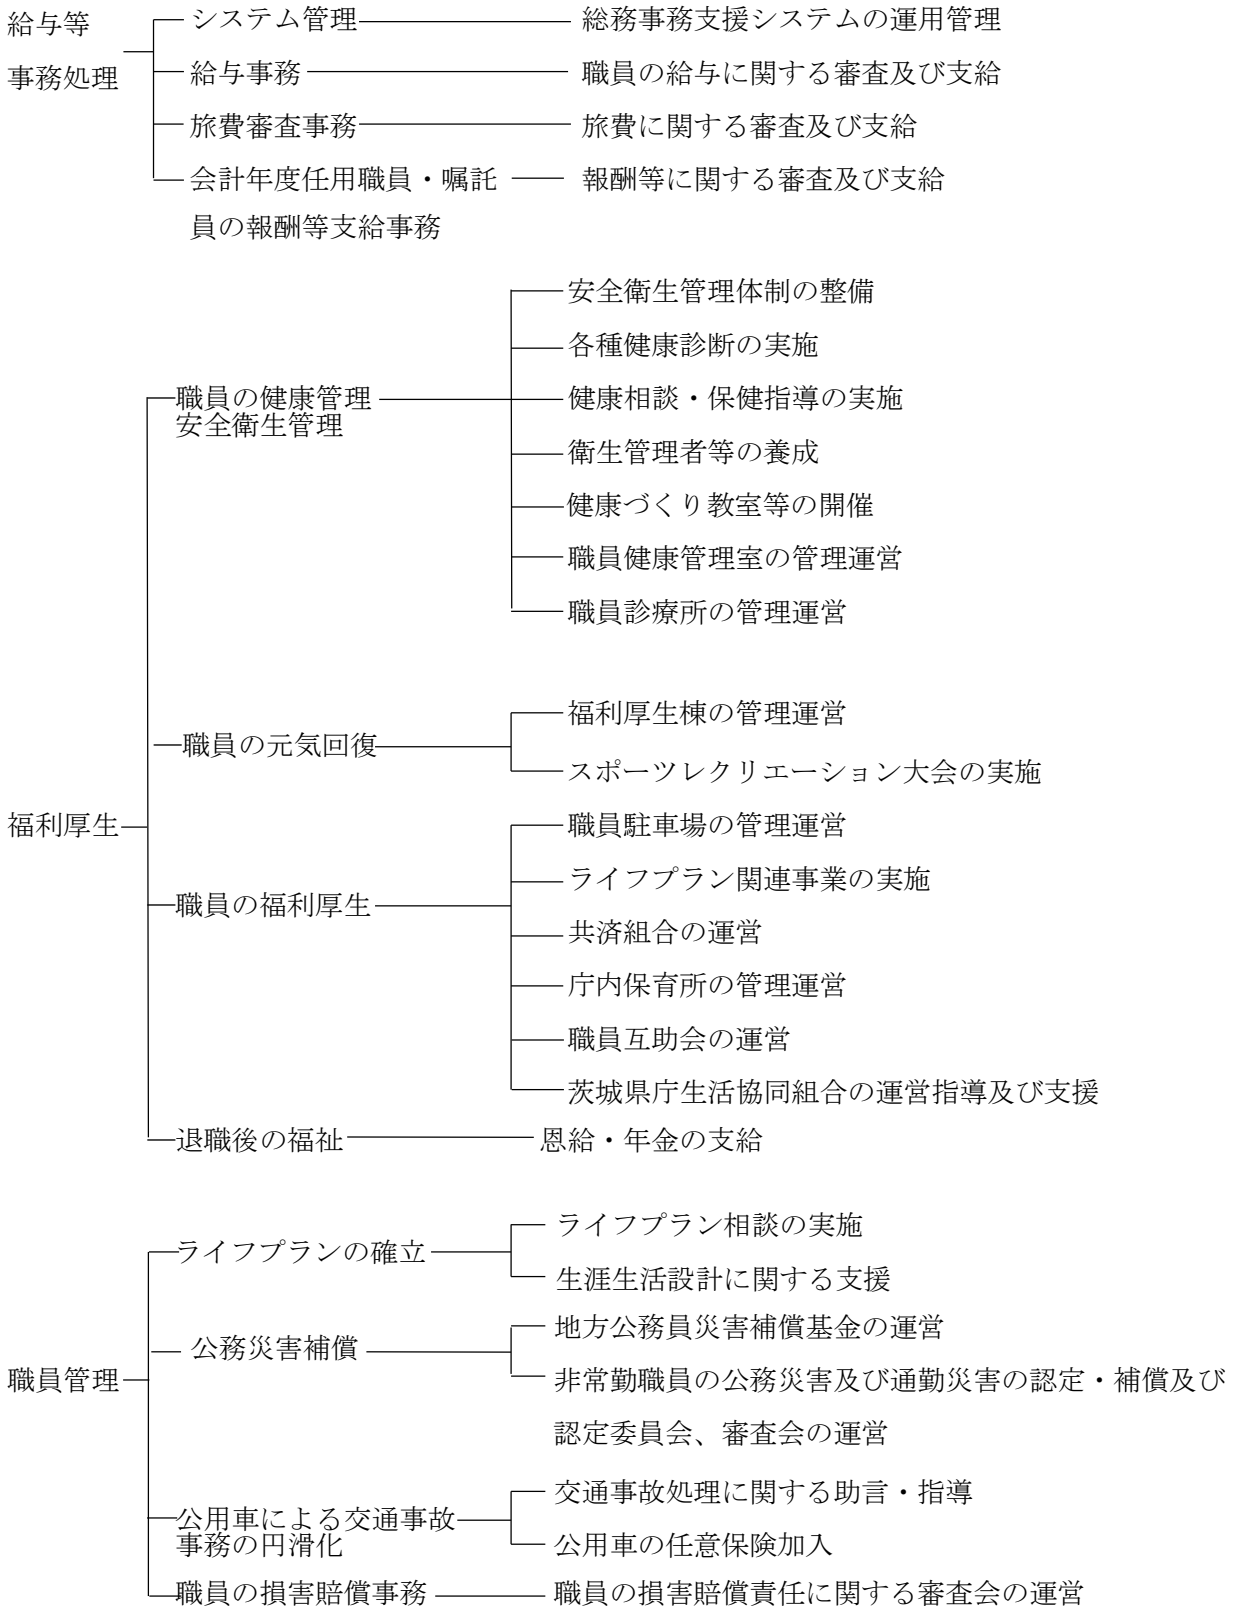 給与等
事務処理
システム管理
総務事務支援システムの運用管理
給与事務
職員の給与に関する審査及び支給
旅費審査事務
旅費に関する審査及び支給
会計年度任用職員・嘱託
員の報酬等支給事務
報酬等に関する審査及び支給
福利厚生
職員の健康管理
安全衛生管理
安全衛生管理体制の整備
各種健康診断の実施
健康相談・保健指導の実施
衛生管理者等の養成
健康づくり教室等の開催
職員健康管理室の管理運営
職員診療所の管理運営
職員の元気回復
福利厚生棟の管理運営
スポーツレクリエーション大会の実施
職員の福利厚生
職員駐車場の管理運営
ライフプラン関連事業の実施
共済組合の運営
庁内保育所の管理運営
職員互助会の運営
茨城県庁生活協同組合の運営指導及び支援
退職後の福祉
恩給・年金の支給
職員管理
ライフプランの確立
ライフプラン相談の実施
生涯生活設計に関する支援
公務災害補償
地方公務員災害補償基金の運営
非常勤職員の公務災害及び通勤災害の認定・補償及び
認定委員会、審査会の運営
公用車による交通事故
事務の円滑化
交通事故処理に関する助言・指導
公用車の任意保険加入
職員の損害賠償事務
職員の損害賠償責任に関する審査会の運営